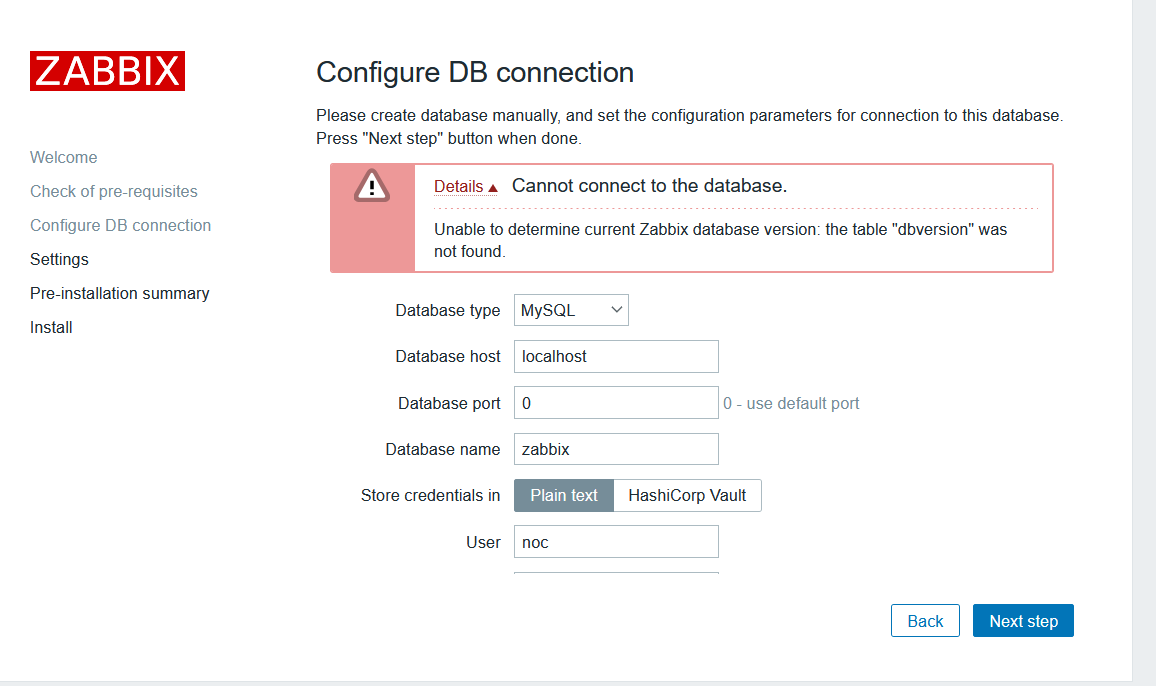 ZABBIX
Welcome
Check of pre-requisites
Configure DB connection
Settings
Pre-installation summary
Install
Configure DB connection
Please create database manually, and set the configuration parameters for connection to this database.
Press "Next step" button when done.
Details Cannot connect to the database.
Unable to determine current Zabbix database version: the table "dbversion" was
not found.
Database type MySQL
Database host localhost
Database port 0 0 - use default port
Database name zabbix
Store credentials in Plain text HashiCorp Vault
User noc
Back Next step